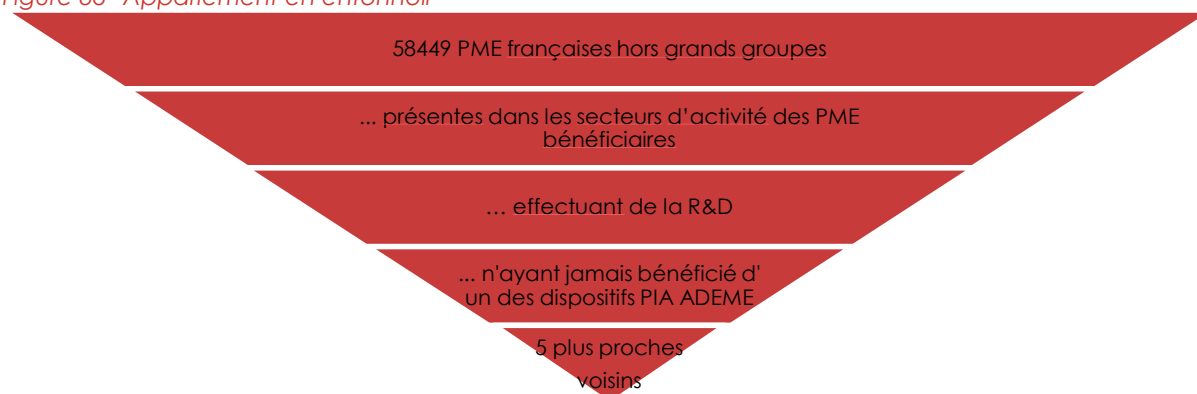 58449 PME françaises hors grands groupes
... présentes dans les secteurs d'activité des PME
bénéficiaires
… effectuant de la R&D
... n'ayant jamais bénéficié d'
un des dispositifs PIA ADEME
5 plus proches
voisins